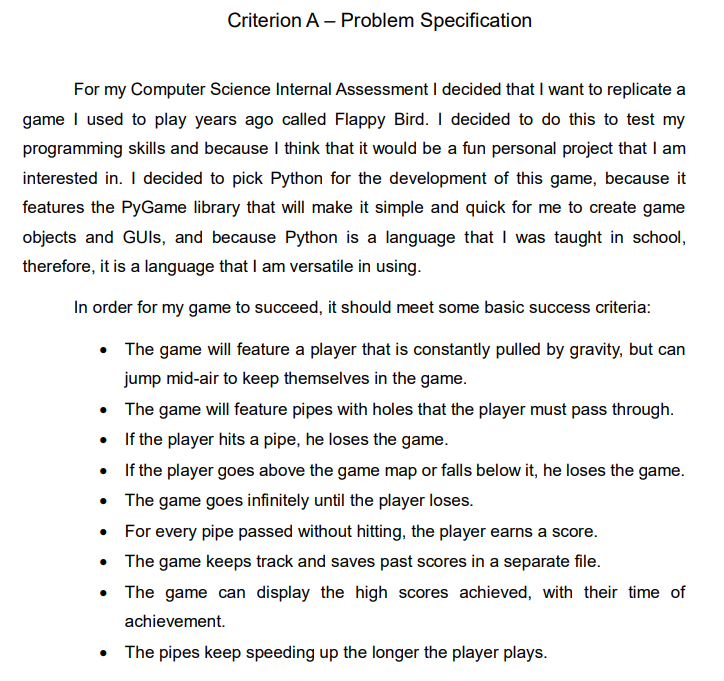 Criterion A – Problem Specification
For my Computer Science Internal Assessment I decided that I want to replicate a
game I used to play years ago called Flappy Bird. I decided to do this to test my
programming skills and because I think that it would be a fun personal project that I am
interested in. I decided to pick Python for the development of this game, because it
features the PyGame library that will make it simple and quick for me to create game
objects and GUIs, and because Python is a language that I was taught in school,
therefore, it is a language that I am versatile in using.
In order for my game to succeed, it should meet some basic success criteria:
• The game will feature a player that is constantly pulled by gravity, but can
jump mid-air to keep themselves in the game.
• The game will feature pipes with holes that the player must pass through.
• If the player hits a pipe, he loses the game.
• If the player goes above the game map or falls below it, he loses the game.
• The game goes infinitely until the player loses.
• For every pipe passed without hitting, the player earns a score.
• The game keeps track and saves past scores in a separate file.
• The game can display the high scores achieved, with their time of
achievement.
• The pipes keep speeding up the longer the player plays.